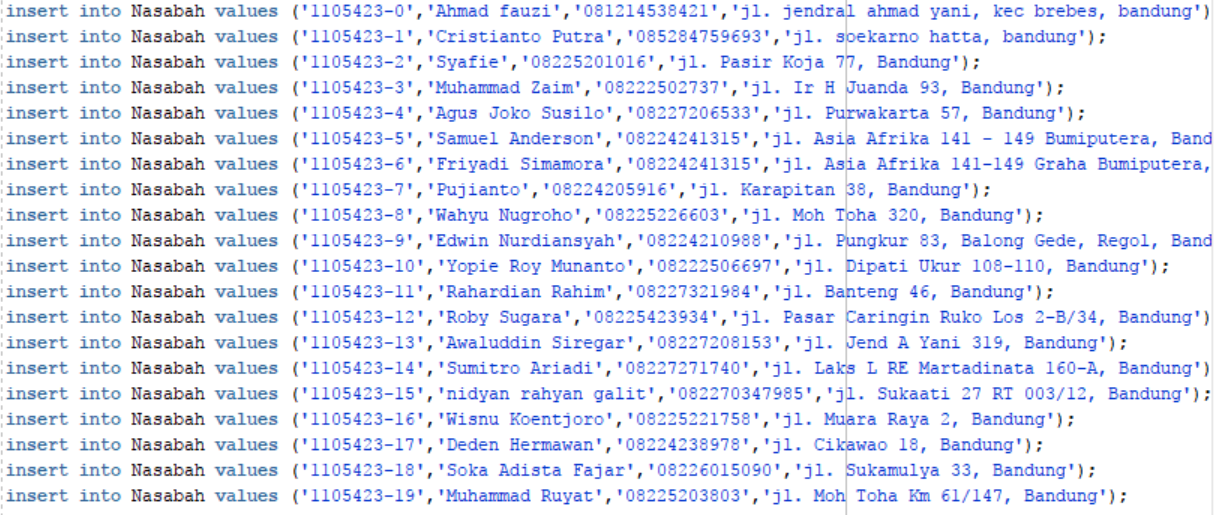 insert into Nasabah values ('1105423-0','Ahmad fauzi','081214538421','jl. jendral ahmad yani, kec brebes, bandung')
insert into Nasabah values ('1105423-1','Cristianto Putra','085284759693','jl. soekarno hatta, bandung');
insert into Nasabah values ('1105423-2','Syafie','08225201016','jl. Pasir Koja 77, Bandung');
insert into Nasabah values ('1105423-3','Muhammad Zaim','08222502737','jl. Ir H Juanda 93, Bandung');
insert into Nasabah values ('1105423-4','Agus Joko Susilo','08227206533','jl. Purwakarta 57, Bandung');
insert into Nasabah values ('1105423-5','Samuel Anderson','08224241315','jl. Asia Afrika 141 - 149 Bumiputera, Band
insert into Nasabah values ('1105423-6','Friyadi Simamora','08224241315','jl. Asia Afrika 141-149 Graha Bumiputera,
insert into Nasabah values ('1105423-7','Pujianto','08224205916','jl. Karapitan 38, Bandung');
insert into Nasabah values ('1105423-8','Wahyu Nugroho','08225226603','jl. Moh Toha 320, Bandung');
insert into Nasabah values ('1105423-9','Edwin Nurdiansyah','08224210988','jl. Pungkur 83, Balong Gede, Regol, Band
insert into Nasabah values ('1105423-10','Yopie Roy Munanto','08222506697','jl. Dipati Ukur 108-110, Bandung');
insert into Nasabah values ('1105423-11','Rahardian Rahim','08227321984','jl. Banteng 46, Bandung');
insert into Nasabah values ('1105423-12','Roby Sugara','08225423934','jl. Pasar Caringin Ruko Los 2-B/34, Bandung')
insert into Nasabah values ('1105423-13','Awaluddin Siregar','08227208153','jl. Jend A Yani 319, Bandung');
insert into Nasabah values ('1105423-14','Sumitro Ariadi','08227271740','jl. Laks L RE Martadinata 160-A, Bandung')
insert into Nasabah values ('1105423-15','nidyan rahyan galit','082270347985','jl. Sukaati 27 RT 003/12, Bandung');
insert into Nasabah values ('1105423-16','Wisnu Koentjoro','08225221758','jl. Muara Raya 2, Bandung');
insert into Nasabah values ('1105423-17','Deden Hermawan','08224238978','jl. Cikawao 18, Bandung');
insert into Nasabah values ('1105423-18','Soka Adista Fajar','08226015090','jl. Sukamulya 33, Bandung');
insert into Nasabah values ('1105423-19','Muhammad Ruyat','08225203803','jl. Moh Toha Km 61/147, Bandung');